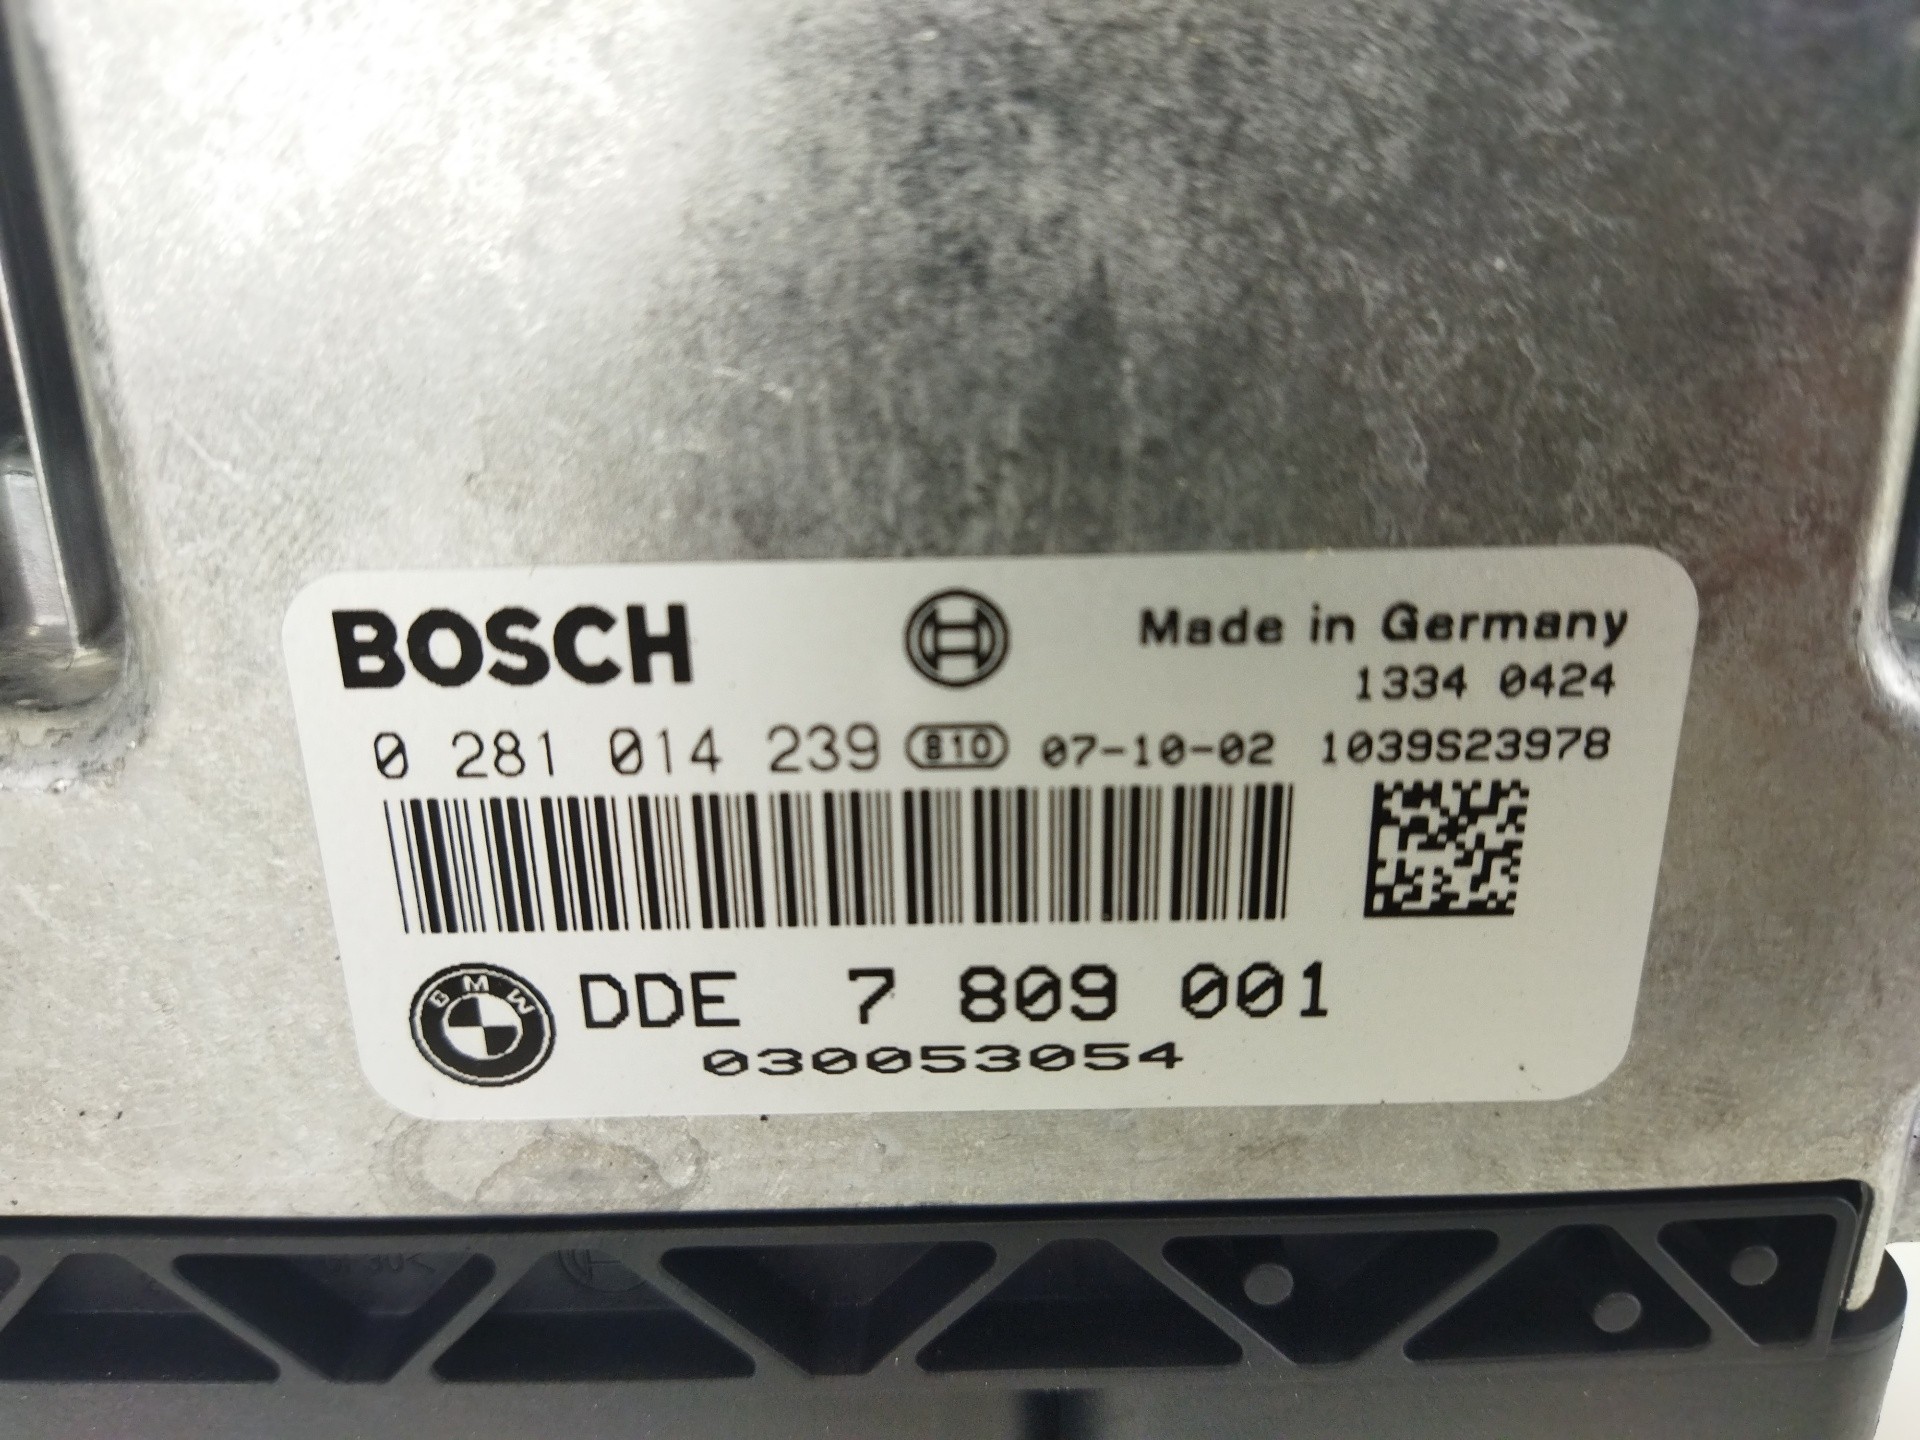 BOSCH
Made in Germany
1334 0424
0 281 014 239 810 07-10-02 1039S23978
BMW DDE 7 809 001
030053054